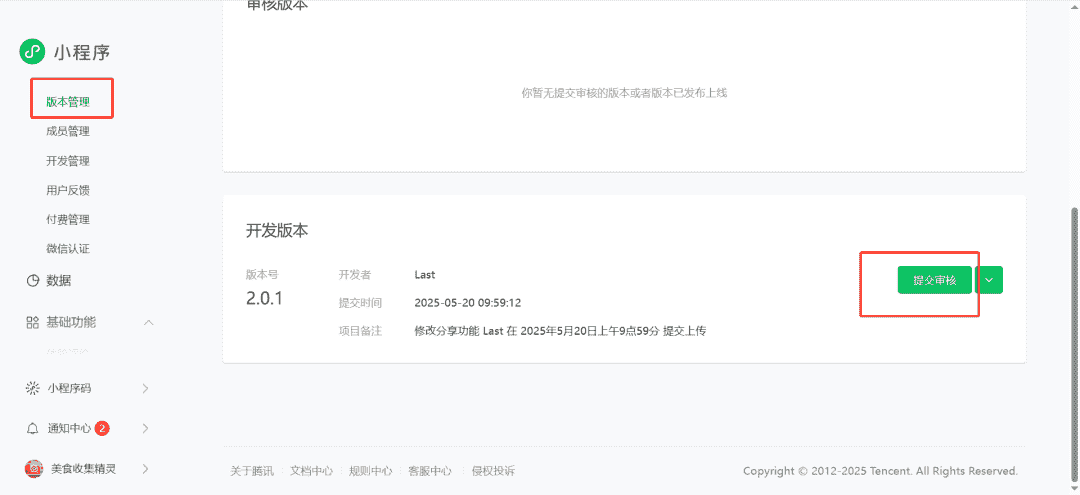 审核版本
小程序
版本管理
成员管理
开发管理
用户反馈
付费管理
微信认证
数据
基础功能
小程序码
通知中心 2
美食收集精灵
你暂无提交审核的版本或者版本已发布上线
开发版本
版本号
2.0.1
开发者 Last
提交时间 2025-05-20 09:59:12
项目备注 修改分享功能 Last 在 2025年5月20日上午9点59分 提交上传
提交审核
关于腾讯 文档中心 规则中心 客服中心 侵权投诉
Copyright © 2012-2025 Tencent. All Rights Reserved.